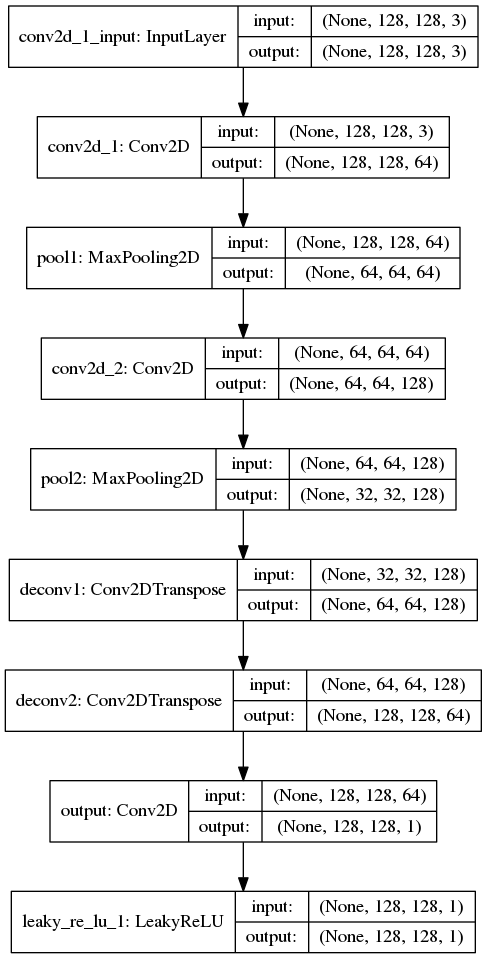 conv2d_1_input: InputLayer
input: (None, 128, 128, 3)
output: (None, 128, 128, 3)
conv2d_1: Conv2D
input: (None, 128, 128, 3)
output: (None, 128, 128, 64)
pool1: MaxPooling2D
input: (None, 128, 128, 64)
output: (None, 64, 64, 64)
conv2d_2: Conv2D
input: (None, 64, 64, 64)
output: (None, 64, 64, 128)
pool2: MaxPooling2D
input: (None, 64, 64, 128)
output: (None, 32, 32, 128)
deconv1: Conv2DTranspose
input: (None, 32, 32, 128)
output: (None, 64, 64, 128)
deconv2: Conv2DTranspose
input: (None, 64, 64, 128)
output: (None, 128, 128, 64)
output: Conv2D
input: (None, 128, 128, 64)
output: (None, 128, 128, 1)
leaky_re_lu_1: LeakyReLU
input: (None, 128, 128, 1)
output: (None, 128, 128, 1)